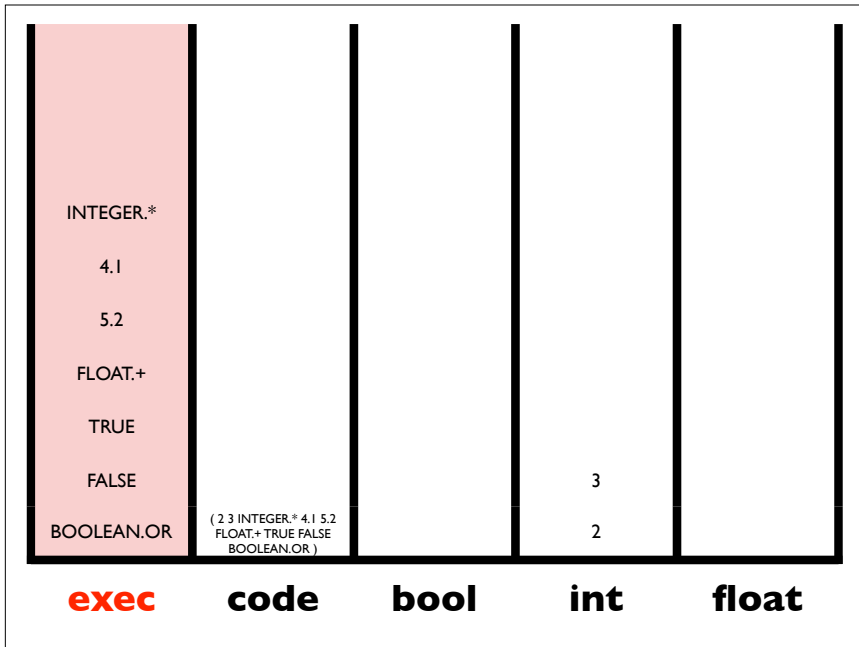 INTEGER.*
4.1
5.2
FLOAT.+
TRUE
FALSE
3
BOOLEAN.OR
( 2 3 INTEGER.* 4.1 5.2
FLOAT.+ TRUE FALSE
BOOLEAN.OR )
2
exec code bool int float